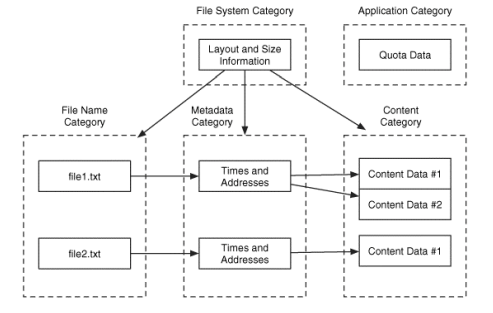 File System Category
Application Category
Layout and Size
Information
Quota Data
File Name
Category
Metadata
Category
Content
Category
file1.txt
Times and
Addresses
Content Data #1
Content Data #2
file2.txt
Times and
Addresses
Content Data #1